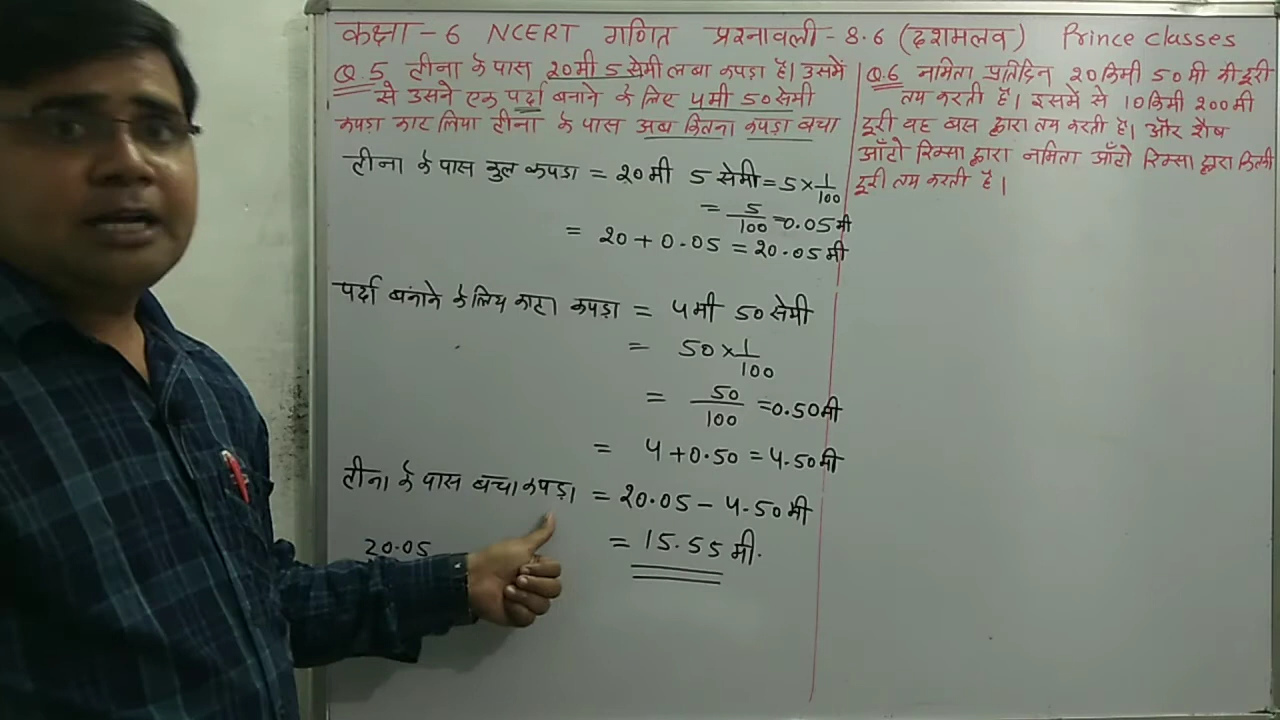 कक्षा - 6 NCERT गणित प्रश्नावली - 8.6 (दशमलव) Prince classes
Q.5 टीना के पास 20 मी 5 सेमी लंबा कपड़ा है। उसमें
से उसने एक पर्दा बनाने के लिए 4 मी 50 सेमी
कपड़ा काट लिया टीना के पास अब कितना कपड़ा बचा
टीना के पास कुल कपड़ा = 20 मी 5 सेमी = 5 × 1/100
= 5/100 = 0.05 मी
= 20 + 0.05 = 20.05 मी
पर्दा बनाने के लिय काटा कपड़ा = 4 मी 50 सेमी
= 50 × 1/100
= 50/100 = 0.50 मी
= 4 + 0.50 = 4.50 मी
टीना के पास बचा कपड़ा = 20.05 - 4.50 मी
= 15.55 मी.
20.05
Q.6 नमिता प्रतिदिन 20 किमी 50 मी की दूरी
तय करती है। इसमें से 10 किमी 200 मी
दूरी वह बस द्वारा तय करती है। और शेष
ऑटो रिक्सा द्वारा नमिता ऑटो रिक्सा द्वारा कितनी
दूरी तय करती है।